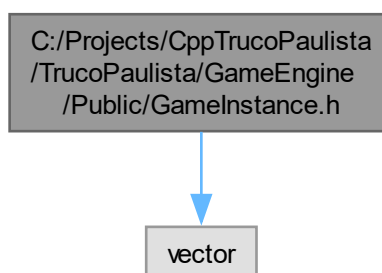 C:/Projects/CppTrucoPaulista
/TrucoPaulista/GameEngine
/Public/GameInstance.h
vector